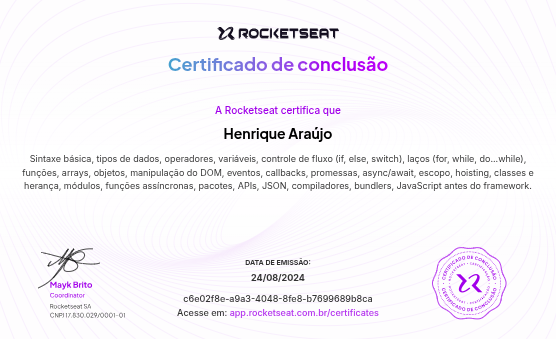 ROCKETSEAT
Certificado de conclusão
A Rocketseat certifica que
Henrique Araújo
Sintaxe básica, tipos de dados, operadores, variáveis, controle de fluxo (if, else, switch), laços (for, while, do...while),
funções, arrays, objetos, manipulação do DOM, eventos, callbacks, promessas, async/await, escopo, hoisting, classes e
herança, módulos, funções assíncronas, pacotes, APIs, JSON, compiladores, bundlers, JavaScript antes do framework.
Mayk Brito
Coordinator
Rocketseat SA
CNPJ 17.830.029/0001-01
DATA DE EMISSÃO:
24/08/2024
c6e02f8e-a9a3-4048-8fe8-b7699689b8ca
Acesse em: app.rocketseat.com.br/certificates
CERTIFICADO DE CONCLUSÃO
CERTIFICADO DE CONCLUSÃO